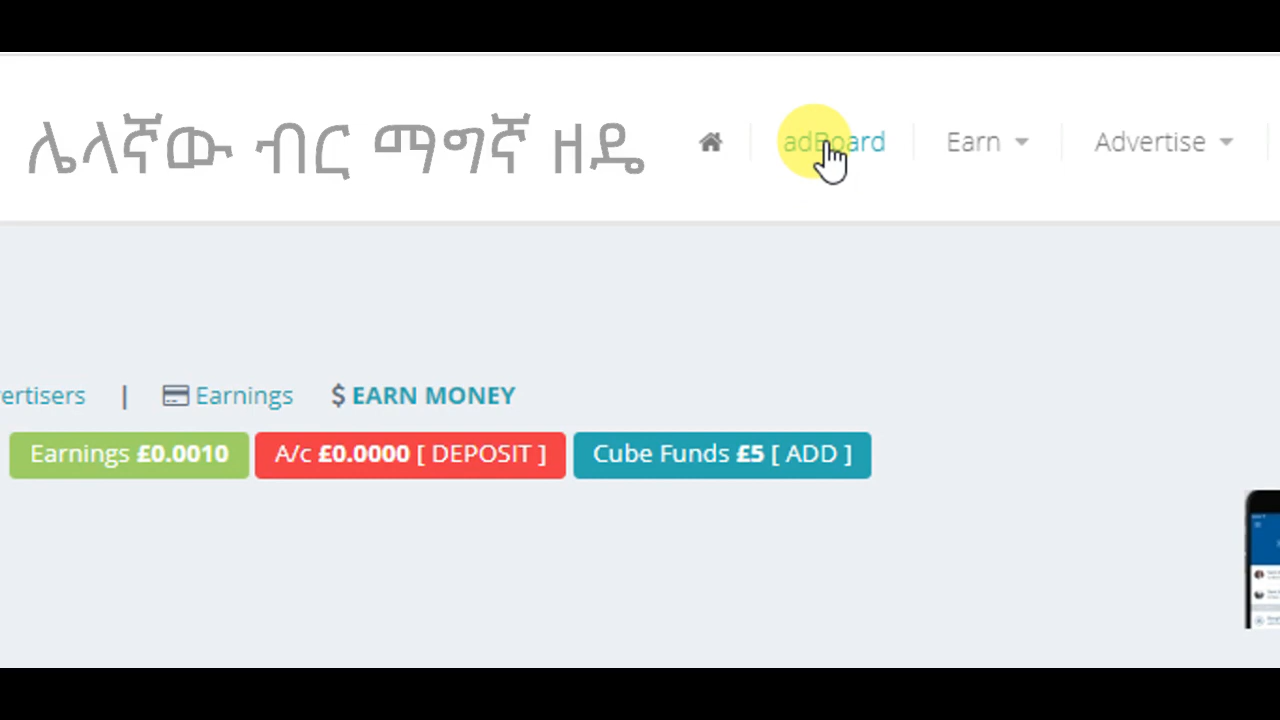 ሌላኛው ብር ማግኛ ዘዴ adBoard Earn Advertise
ertisers | Earnings $ EARN MONEY
Earnings £0.0010 A/c £0.0000 [ DEPOSIT ] Cube Funds £5 [ ADD ]